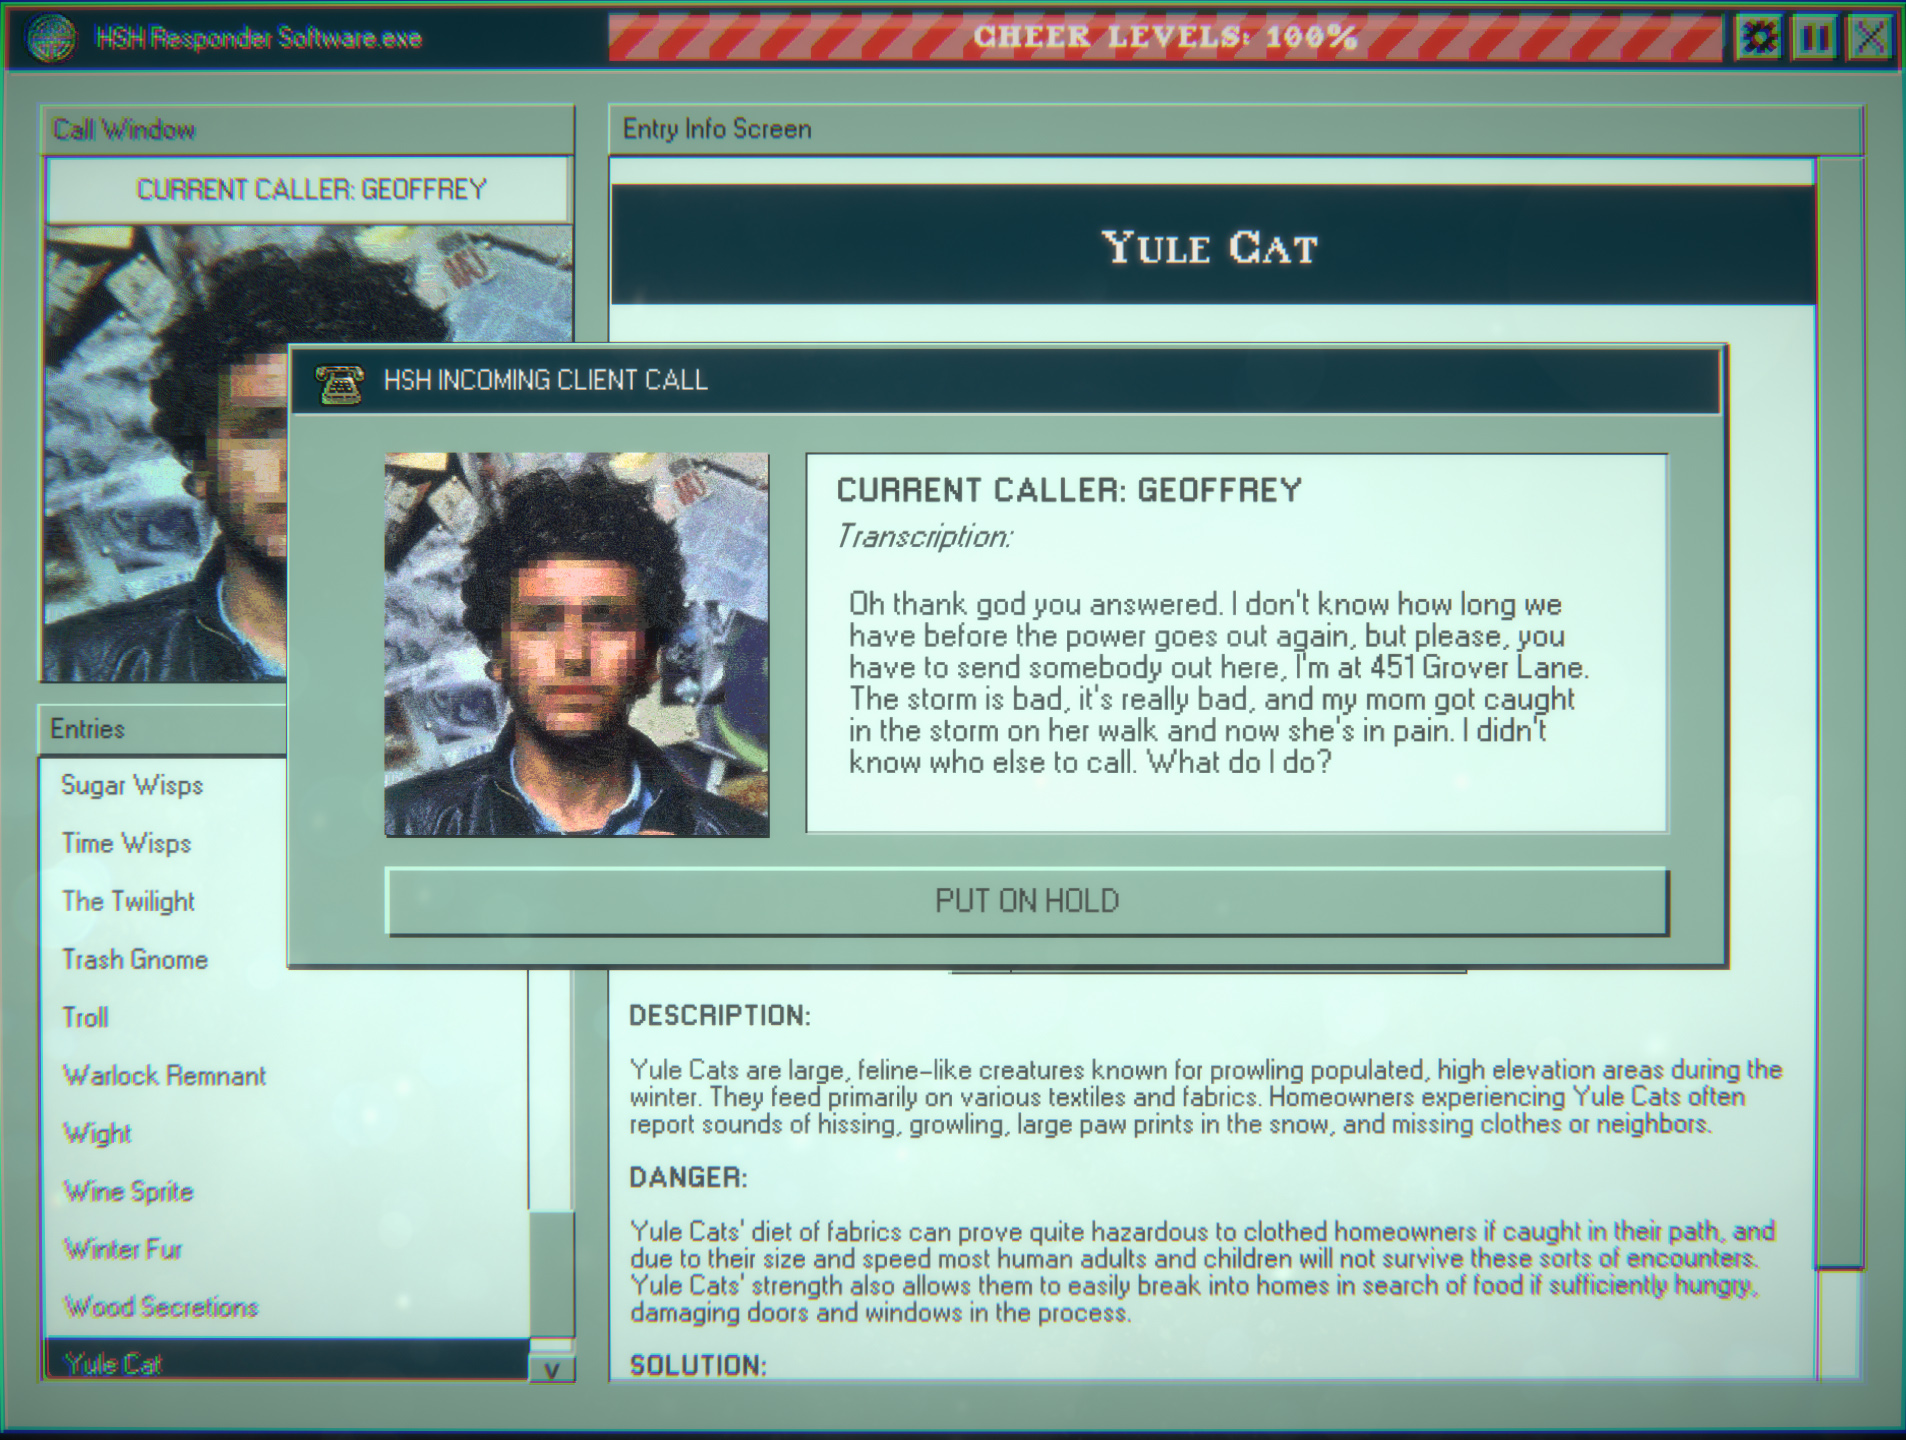 HSH Responder Software.exe
CHEER LEVELS: 100%
Call Window
CURRENT CALLER: GEOFFREY
Entry Info Screen
YULE CAT
HSH INCOMING CLIENT CALL
CURRENT CALLER: GEOFFREY
Transcription:
Oh thank god you answered. I don't know how long we
have before the power goes out again, but please, you
have to send somebody out here, I'm at 451 Grover Lane.
The storm is bad, it's really bad, and my mom got caught
in the storm on her walk and now she's in pain. I didn't
know who else to call. What do I do?
PUT ON HOLD
Entries
Sugar Wisps
Time Wisps
The Twilight
Trash Gnome
Troll
Warlock Remnant
Wight
Wine Sprite
Winter Fur
Wood Secretions
Yule Cat
V
DESCRIPTION:
Yule Cats are large, feline-like creatures known for prowling populated, high elevation areas during the
winter. They feed primarily on various textiles and fabrics. Homeowners experiencing Yule Cats often
report sounds of hissing, growling, large paw prints in the snow, and missing clothes or neighbors.
DANGER:
Yule Cats' diet of fabrics can prove quite hazardous to clothed homeowners if caught in their path, and
due to their size and speed most human adults and children will not survive these sorts of encounters.
Yule Cats' strength also allows them to easily break into homes in search of food if sufficiently hungry,
damaging doors and windows in the process.
SOLUTION: